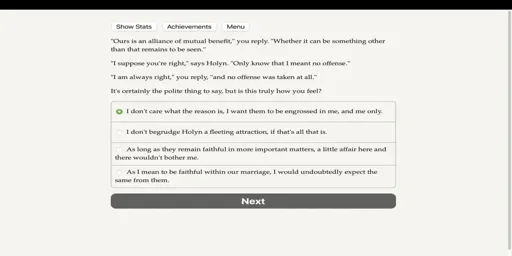 Show Stats Achievements Menu
"Ours is an alliance of mutual benefit," you reply. "Whether it can be something other
than that remains to be seen."
"I suppose you're right," says Holyn. "Only know that I meant no offense."
"I am always right," you reply, "and no offense was taken at all."
It's certainly the polite thing to say, but is this truly how you feel?
I don't care what the reason is, I want them to be engrossed in me, and me only.
I don't begrudge Holyn a fleeting attraction, if that's all that is.
As long as they remain faithful in more important matters, a little affair here and
there wouldn't bother me.
As I mean to be faithful within our marriage, I would undoubtedly expect the
same from them.
Next